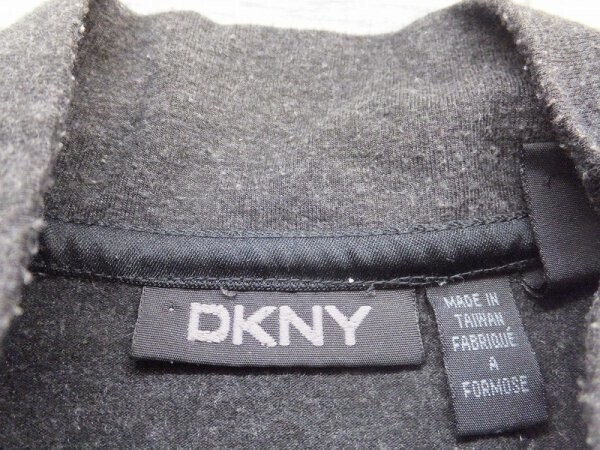 DKNY
MADE IN
TAIWAN
FABRIQUÉ
A
FORMOSE